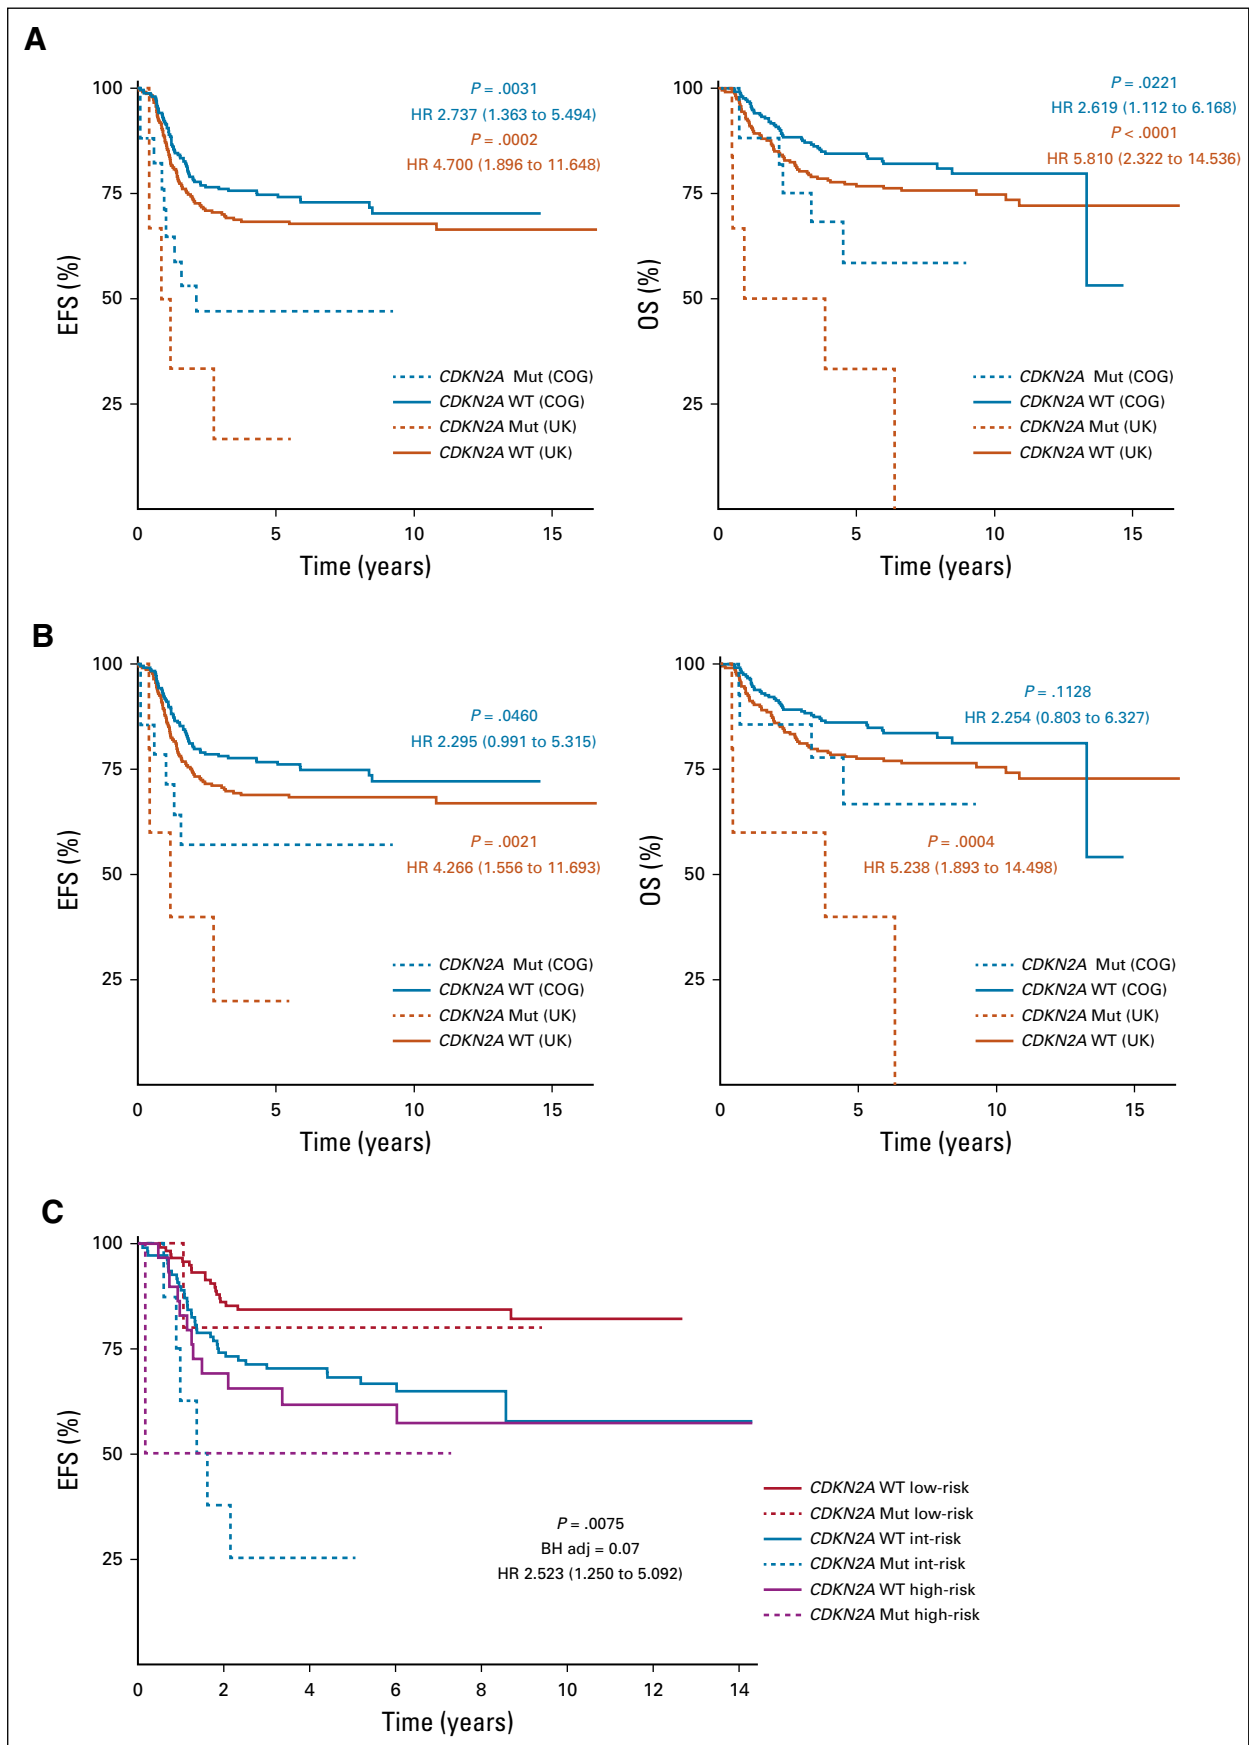 A
100
75
50
25
0
5
10
15
EFS (%)
Time (years)
P = .0031
HR 2.737 (1.363 to 5.494)
P = .0002
HR 4.700 (1.896 to 11.648)
CDKN2A Mut (COG)
CDKN2A WT (COG)
CDKN2A Mut (UK)
CDKN2A WT (UK)
100
75
50
25
0
5
10
15
OS (%)
Time (years)
P = .0221
HR 2.619 (1.112 to 6.168)
P < .0001
HR 5.810 (2.322 to 14.536)
CDKN2A Mut (COG)
CDKN2A WT (COG)
CDKN2A Mut (UK)
CDKN2A WT (UK)
B
100
75
50
25
0
5
10
15
EFS (%)
Time (years)
P = .0460
HR 2.295 (0.991 to 5.315)
P = .0021
HR 4.266 (1.556 to 11.693)
CDKN2A Mut (COG)
CDKN2A WT (COG)
CDKN2A Mut (UK)
CDKN2A WT (UK)
100
75
50
25
0
5
10
15
OS (%)
Time (years)
P = .1128
HR 2.254 (0.803 to 6.327)
P = .0004
HR 5.238 (1.893 to 14.498)
CDKN2A Mut (COG)
CDKN2A WT (COG)
CDKN2A Mut (UK)
CDKN2A WT (UK)
C
100
75
50
25
0
2
4
6
8
10
12
14
EFS (%)
Time (years)
P = .0075
BH adj = 0.07
HR 2.523 (1.250 to 5.092)
CDKN2A WT low-risk
CDKN2A Mut low-risk
CDKN2A WT int-risk
CDKN2A Mut int-risk
CDKN2A WT high-risk
CDKN2A Mut high-risk